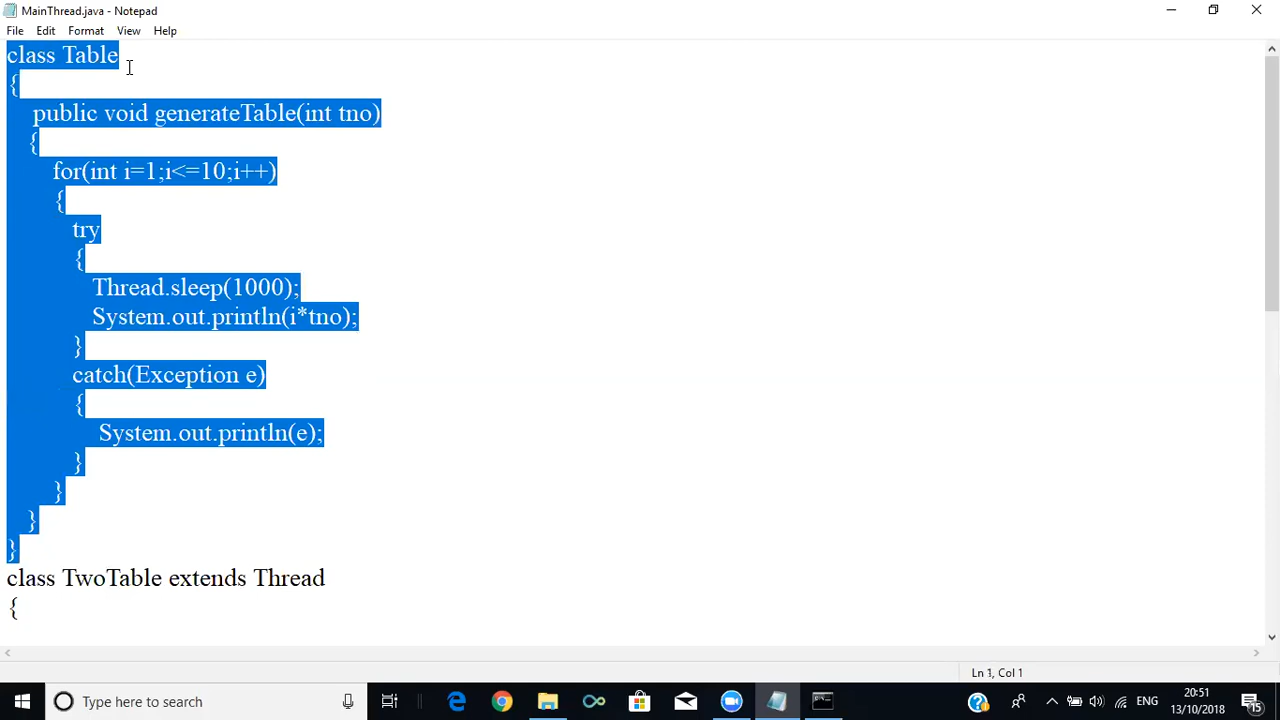 MainThread.java - Notepad
File Edit Format View Help
class Table
{
public void generateTable(int tno)
{
for(int i=1;i<=10;i++)
{
try
{
Thread.sleep(1000);
System.out.println(i*tno);
}
catch(Exception e)
{
System.out.println(e);
}
}
}
}
class TwoTable extends Thread
{
Ln 1, Col 1
Type here to search
ENG
20:51
13/10/2018
15